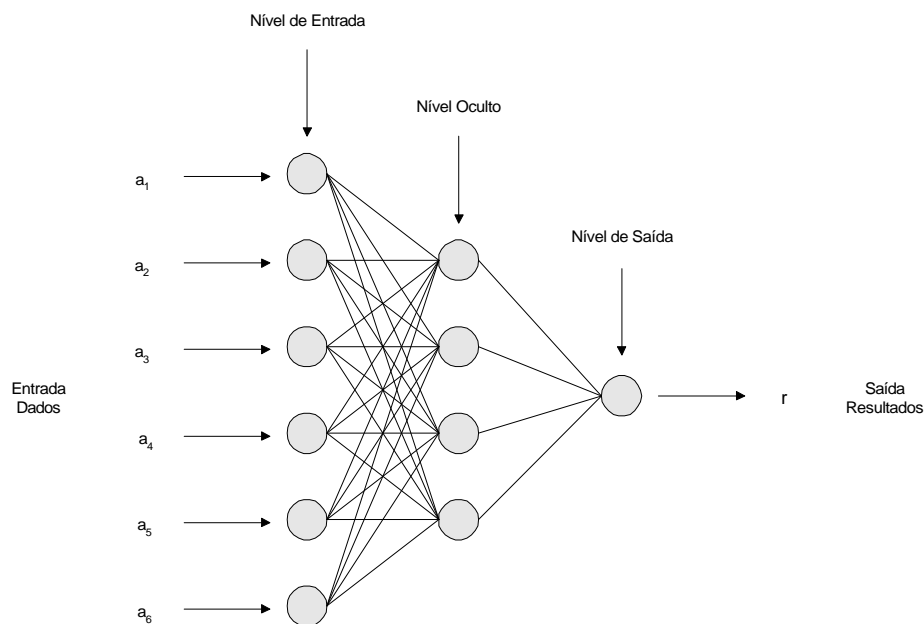 Nível de Entrada
Nível Oculto
Nível de Saída
a1
a2
a3
a4
a5
a6
Entrada
Dados
r
Saída
Resultados